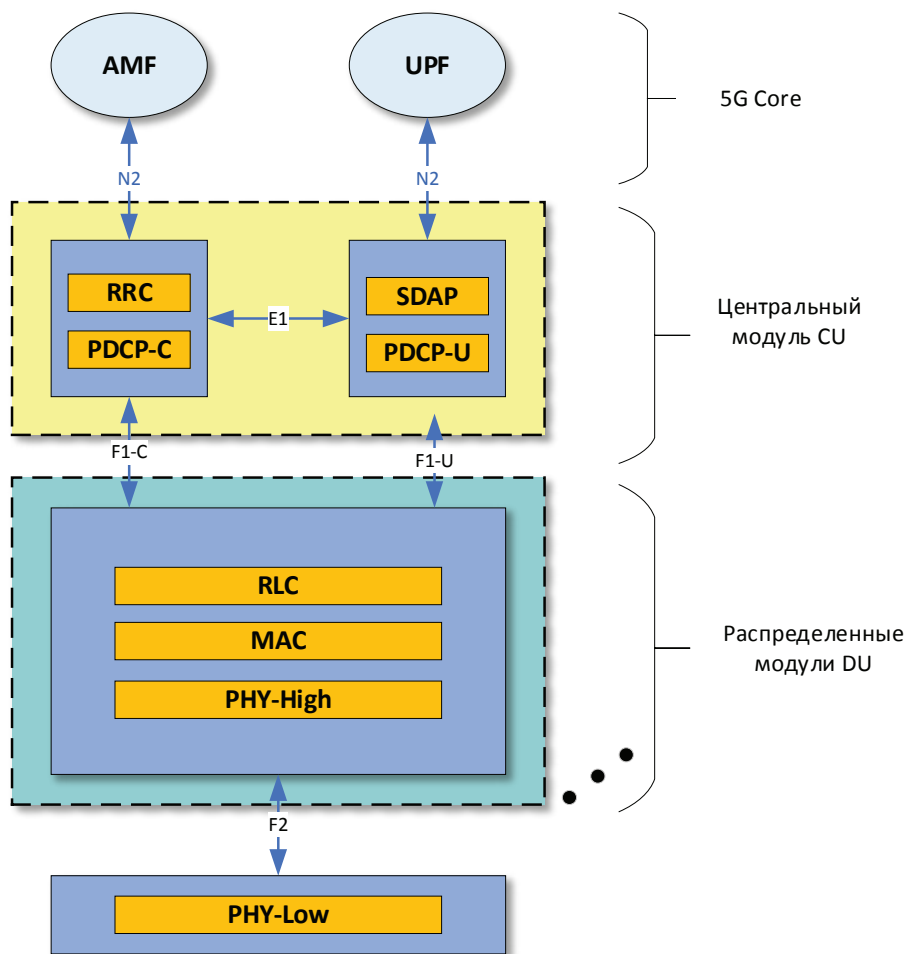 AMF
UPF
5G Core
N2
N2
RRC
PDCP-C
E1
SDAP
PDCP-U
Центральный
модуль CU
F1-C
F1-U
RLC
MAC
PHY-High
Распределенные
модули DU
F2
PHY-Low